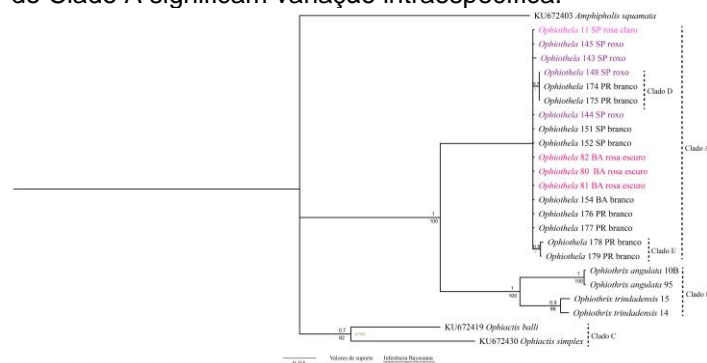 do Clado A significam variação intraespecífica.
KU672403 Amphipholis squamata
Ophiothela 11 SP rosa claro
Ophiothela 145 SP roxo
Ophiothela 143 SP roxo
Ophiothela 148 SP roxo
Ophiothela 174 PR branco
Clado D
Ophiothela 175 PR branco
Ophiothela 144 SP roxo
Ophiothela 151 SP branco
Ophiothela 152 SP branco
Clado A
Ophiothela 82 BA rosa escuro
Ophiothela 80 BA rosa escuro
Ophiothela 81 BA rosa escuro
Ophiothela 154 BA branco
Ophiothela 176 PR branco
Ophiothela 177 PR branco
Ophiothela 178 PR branco
Clado E
Ophiothela 179 PR branco
1
100
Ophiothrix angulata 10B
1
100
Ophiothrix angulata 95
1
100
Clado
Ophiothrix trindadensis 15
0.9
99
Ophiothrix trindadensis 14
KU672419 Ophiactis balli
0.7
92
Clado C
KU672430 Ophiactis simplex
Valores de suporte
Inferência Bayesiana